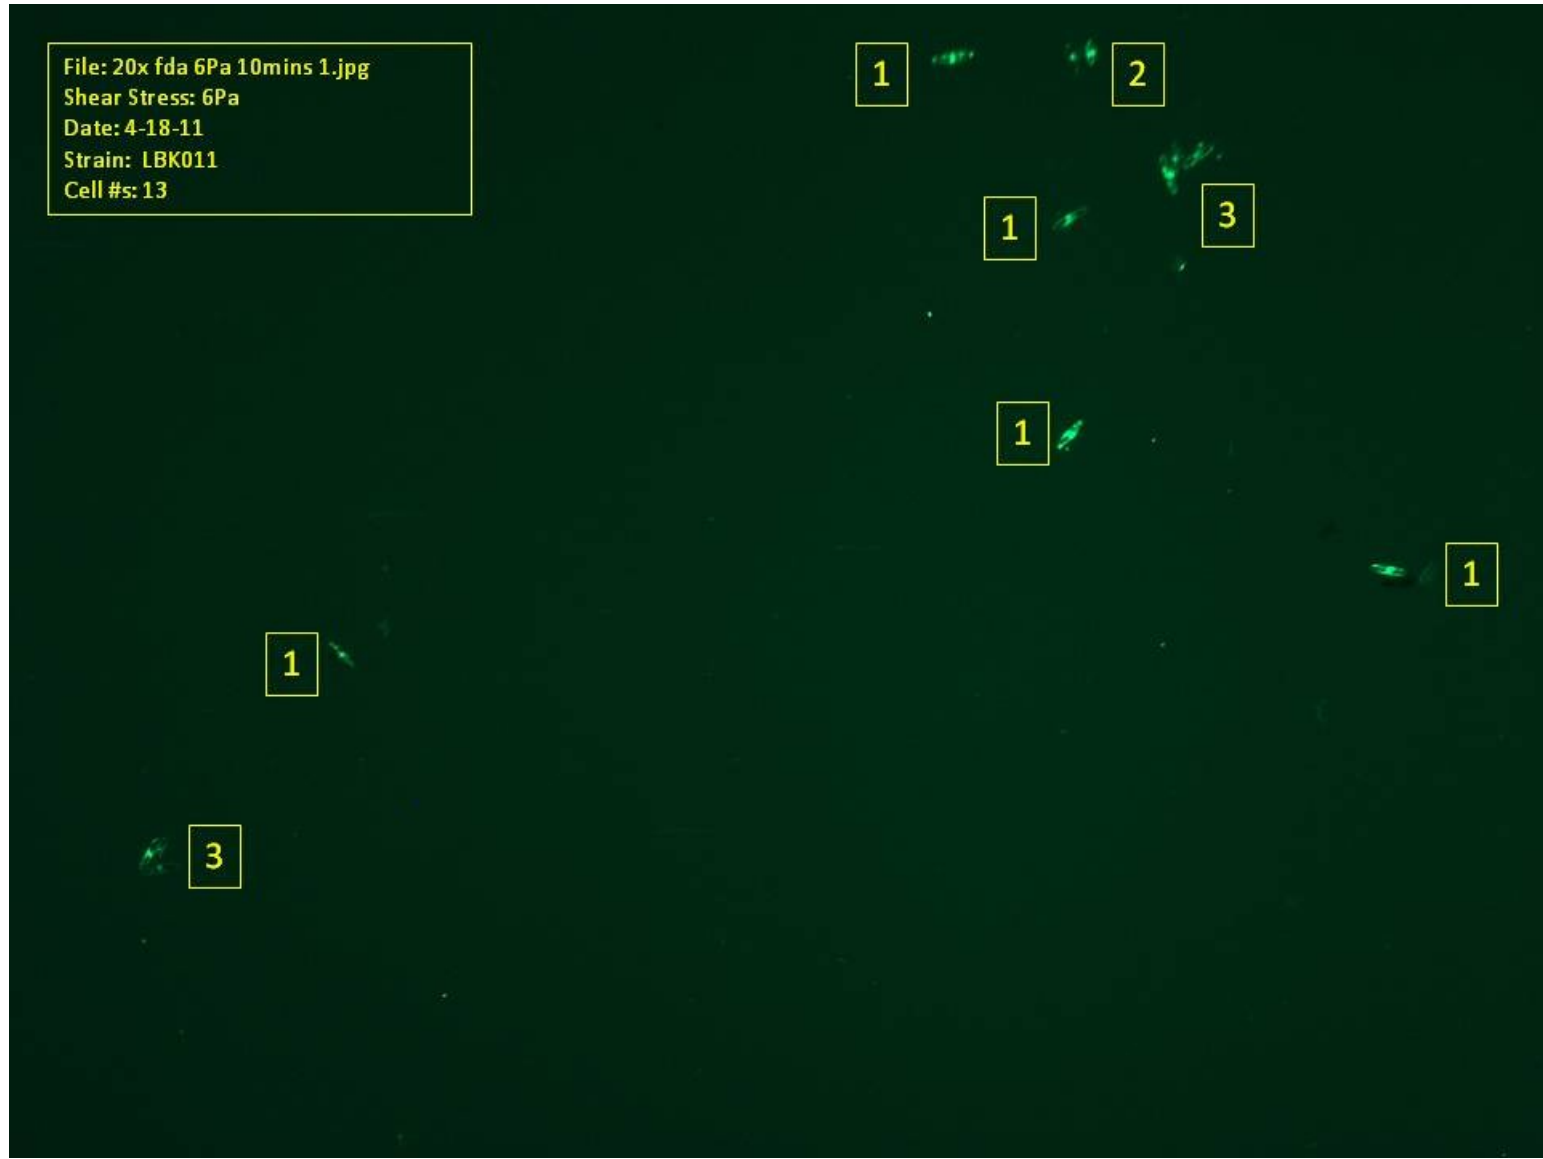 File: 20x fda 6Pa 10mins 1.jpg
Shear Stress: 6Pa
Date: 4-18-11
Strain: LBK011
Cell #s: 13
1
2
3
1
1
1
1
3